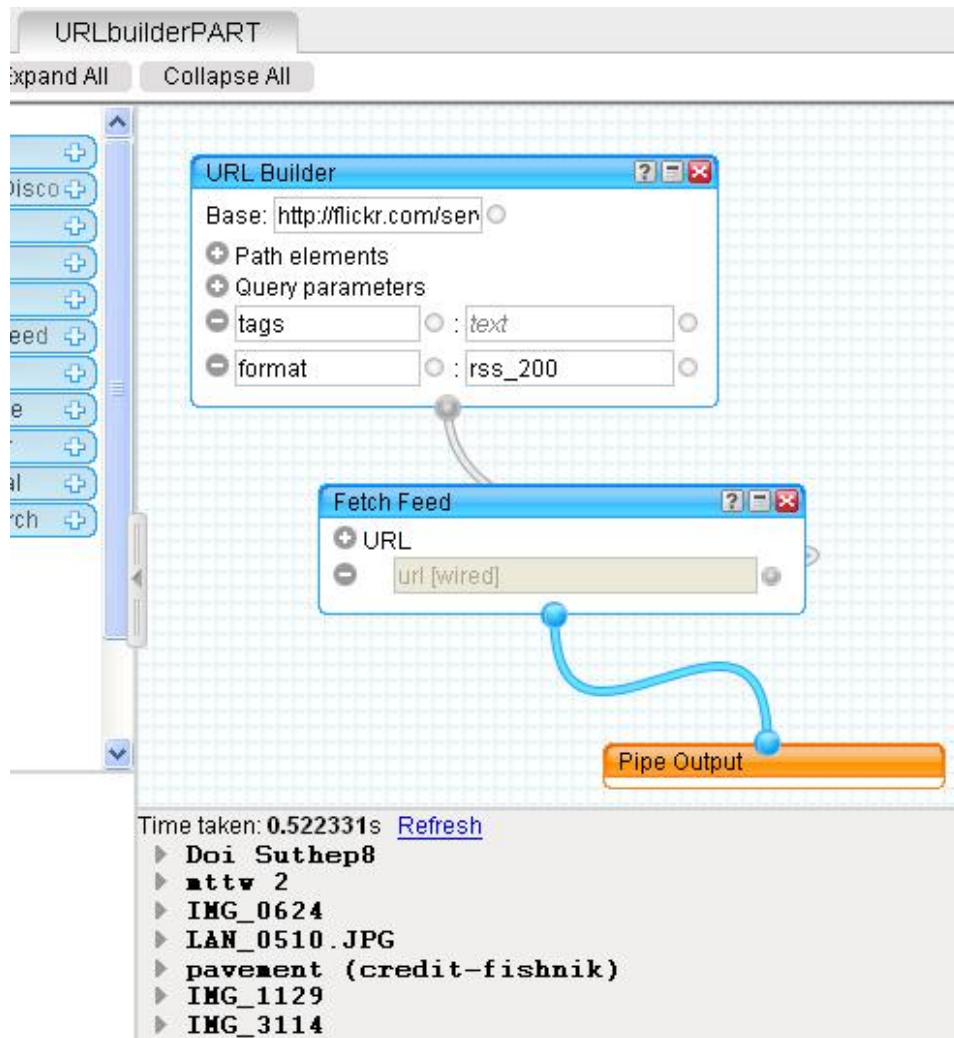 URLbuilderPART
Expand All
Collapse All
Disco
eed
e
al
rch
URL Builder
?
Base: http://flickr.com/ser
Path elements
Query parameters
tags : text
format : rss_200
Fetch Feed
?
URL
url [wired]
Pipe Output
Time taken: 0.522331s Refresh
Doi Suthep8
mttw 2
IMG_0624
LAN_0510.JPG
pavement (credit-fishnik)
IMG_1129
IMG_3114